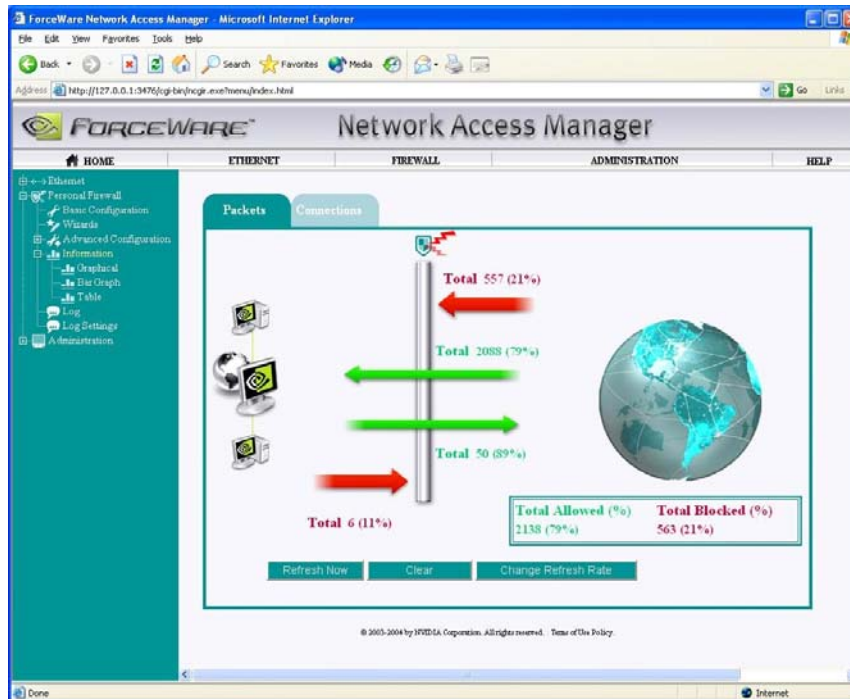 ForceWare Network Access Manager - Microsoft Internet Explorer
File Edit View Favorites Tools Help
Back Search Favorites Media
Address http://127.0.0.1:3476/cgi-bin/ncgir.exe?menu/index.html Go Links
FORCEWARE™ Network Access Manager
HOME ETHERNET FIREWALL ADMINISTRATION HELP
Ethernet
Personal Firewall
Basic Configuration
Wizards
Advanced Configuration
Information
Graphical
Bar Graph
Table
Log
Log Settings
Administration
Packets Connections
Total 557 (21%)
Total 2088 (79%)
Total 50 (89%)
Total 6 (11%)
Total Allowed (%) Total Blocked (%)
2138 (79%) 563 (21%)
Refresh Now Clear Change Refresh Rate
© 2003-2004 by NVIDIA Corporation. All rights reserved. Terms of Use Policy.
Done Internet